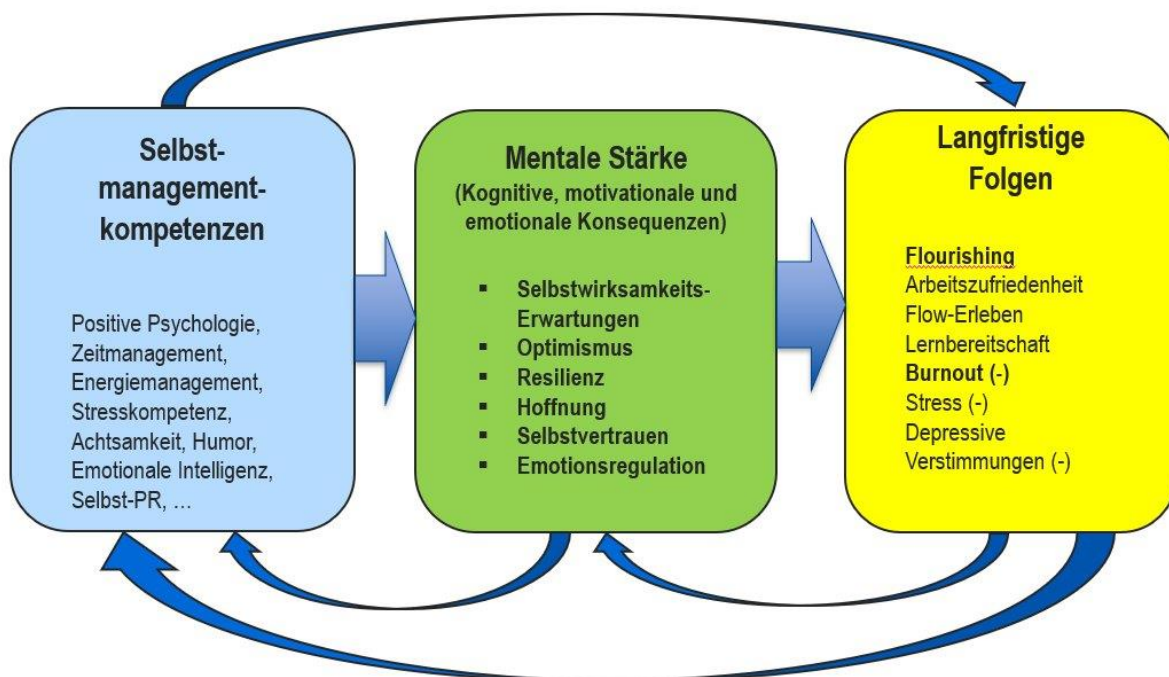 Selbst-
management-
kompetenzen
Positive Psychologie,
Zeitmanagement,
Energiemanagement,
Stresskompetenz,
Achtsamkeit, Humor,
Emotionale Intelligenz,
Selbst-PR, ...
Mentale Stärke
(Kognitive, motivationale und
emotionale Konsequenzen)
▪ Selbstwirksamkeits-
Erwartungen
▪ Optimismus
▪ Resilienz
▪ Hoffnung
▪ Selbstvertrauen
▪ Emotionsregulation
Langfristige
Folgen
Flourishing
Arbeitszufriedenheit
Flow-Erleben
Lernbereitschaft
Burnout (-)
Stress (-)
Depressive
Verstimmungen (-)